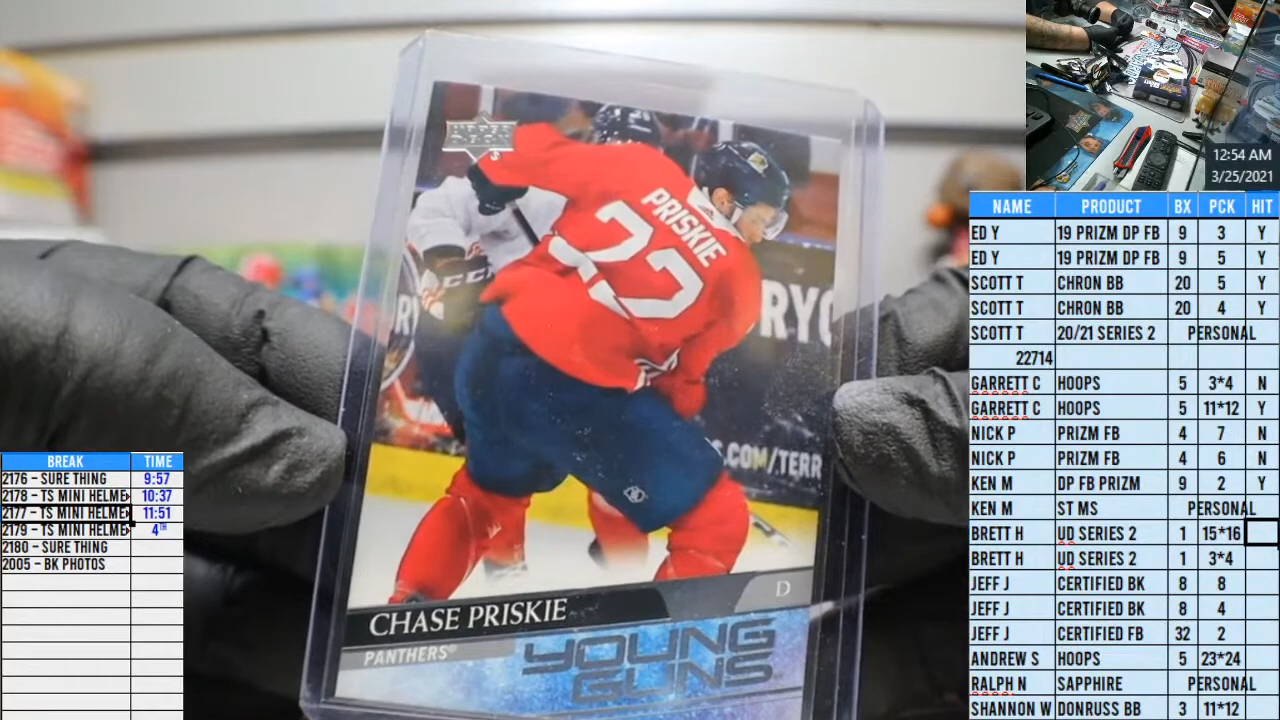 UPPER DECK
PRISKIE
22
CCM
RYO
S.COM/TERR
CHASE PRISKIE
D
PANTHERS
YOUNG GUNS
12:54 AM
3/25/2021
NAME PRODUCT BX PCK HIT
ED Y 19 PRIZM DP FB 9 3 Y
ED Y 19 PRIZM DP FB 9 5 Y
SCOTT T CHRON BB 20 5 Y
SCOTT T CHRON BB 20 4 Y
SCOTT T 20/21 SERIES 2 PERSONAL
22714
GARRETT C HOOPS 5 3*4 N
GARRETT C HOOPS 5 11*12 Y
NICK P PRIZM FB 4 7 N
NICK P PRIZM FB 4 6 N
KEN M DP FB PRIZM 9 2 Y
KEN M ST MS PERSONAL
BRETT H UD SERIES 2 1 15*16
BRETT H UD SERIES 2 1 3*4
JEFF J CERTIFIED BK 8 8
JEFF J CERTIFIED BK 8 4
JEFF J CERTIFIED FB 32 2
ANDREW S HOOPS 5 23*24
RALPH N SAPPHIRE PERSONAL
SHANNON W DONRUSS BB 3 11*12
BREAK TIME
2176 – SURE THING 9:57
2178 – TS MINI HELME 10:37
2177 – TS MINI HELME 11:51
2179 – TS MINI HELME 4TH
2180 – SURE THING
2005 – BK PHOTOS